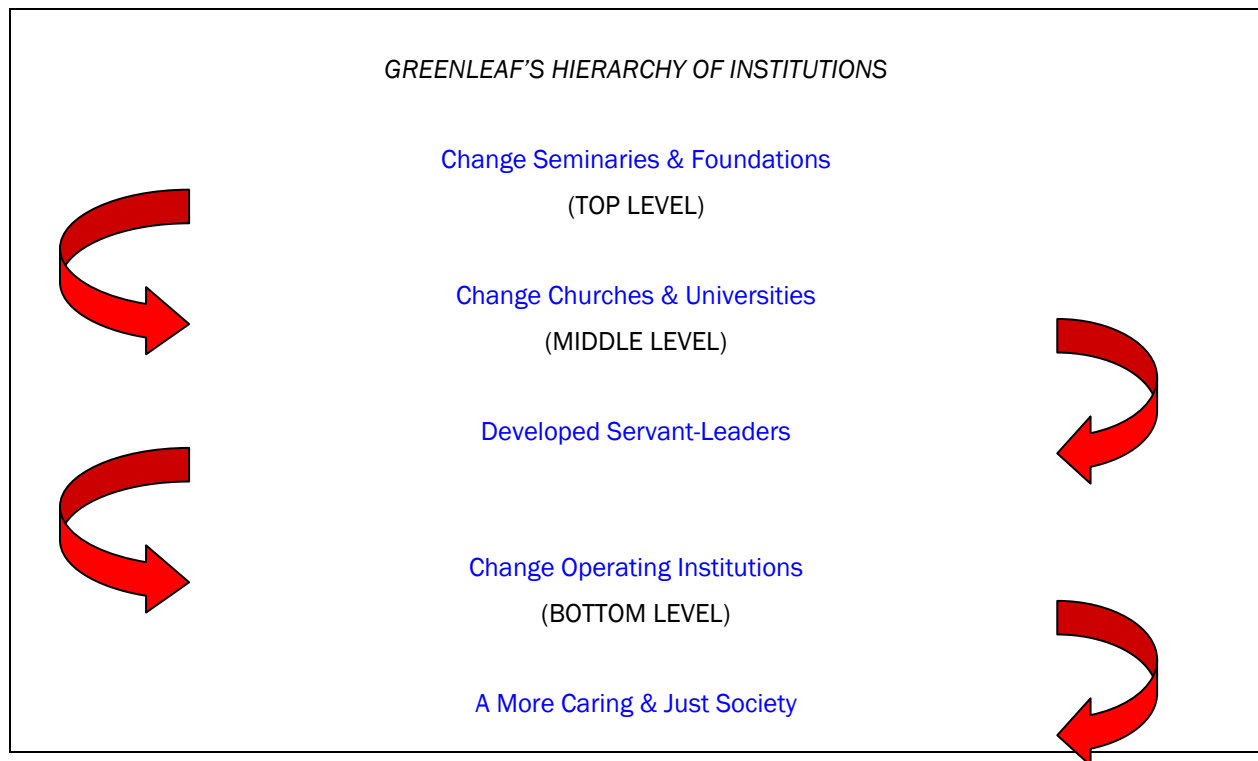 GREENLEAF’S HIERARCHY OF INSTITUTIONS
Change Seminaries & Foundations
(TOP LEVEL)
Change Churches & Universities
(MIDDLE LEVEL)
Developed Servant-Leaders
Change Operating Institutions
(BOTTOM LEVEL)
A More Caring & Just Society